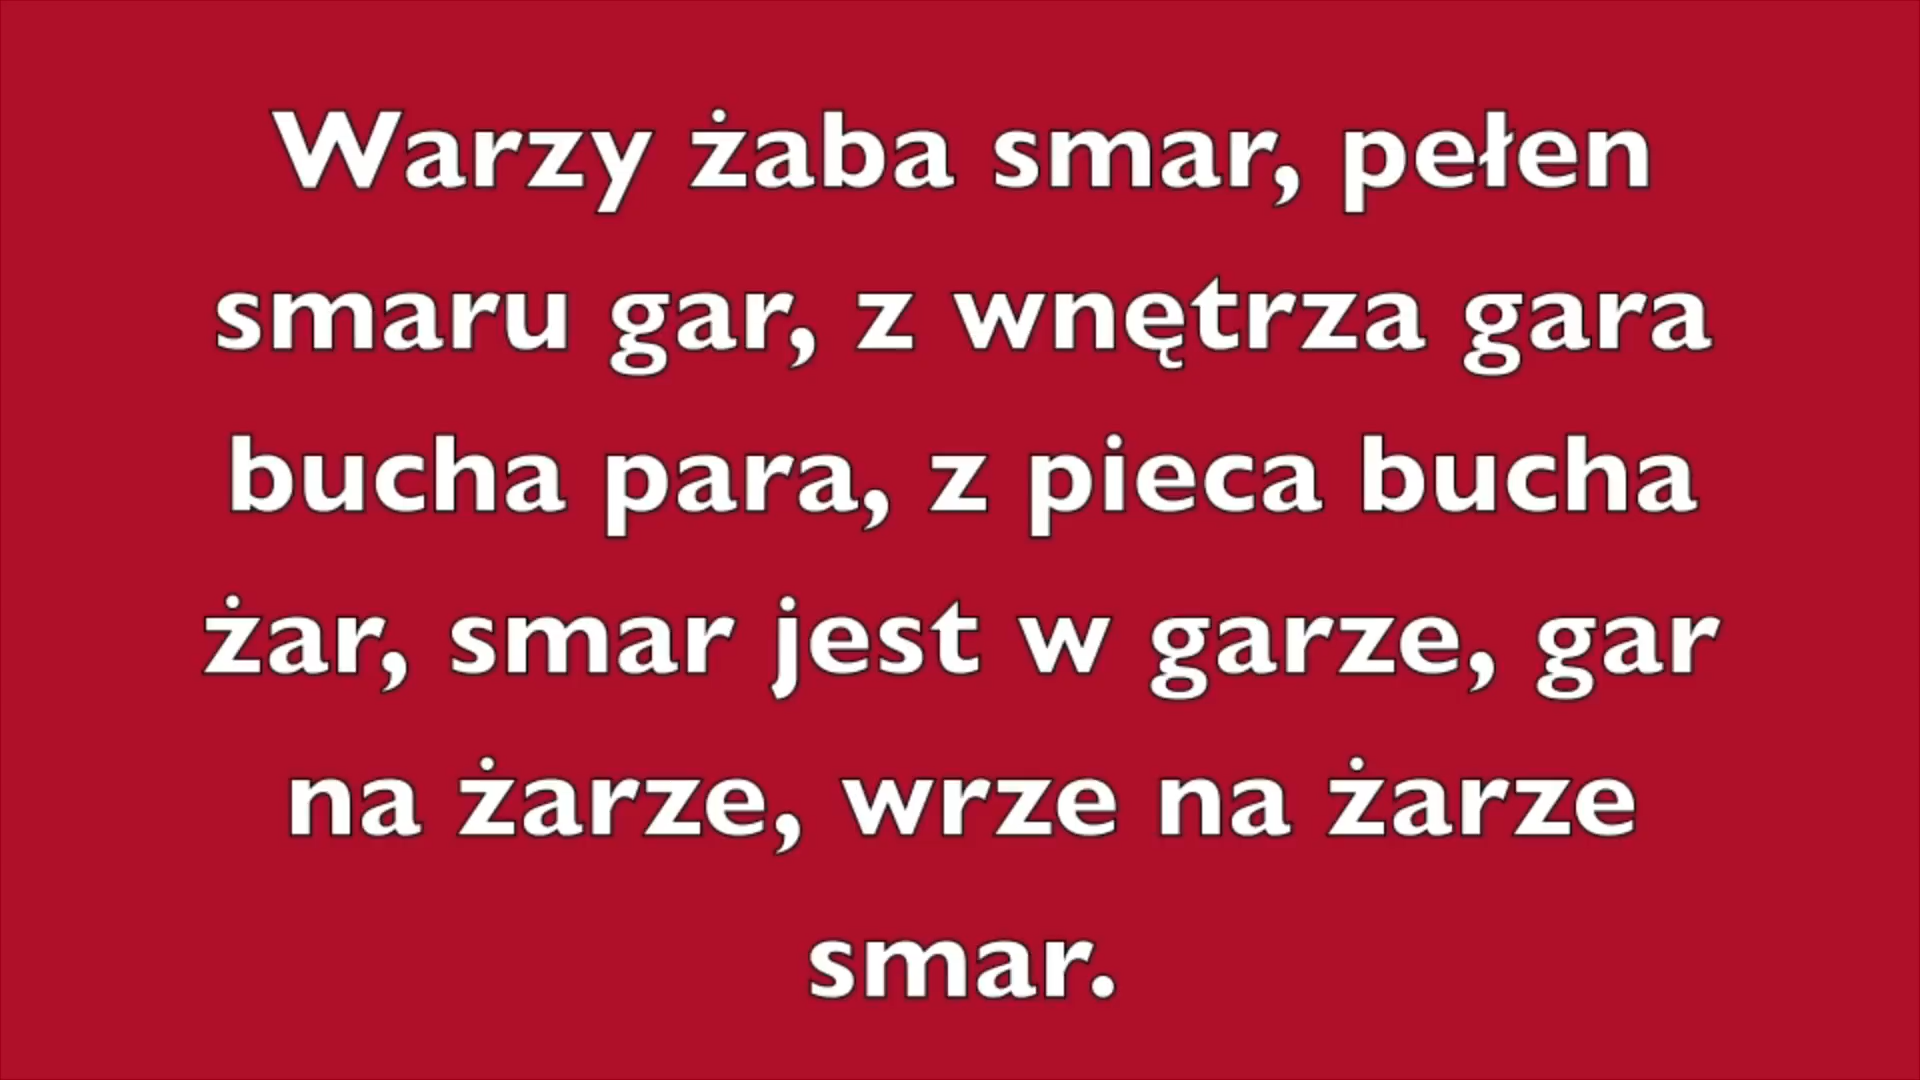 Warzy żaba smar, pełen
smaru gar, z wnętrza gara
bucha para, z pieca bucha
żar, smar jest w garze, gar
na żarze, wrze na żarze
smar.